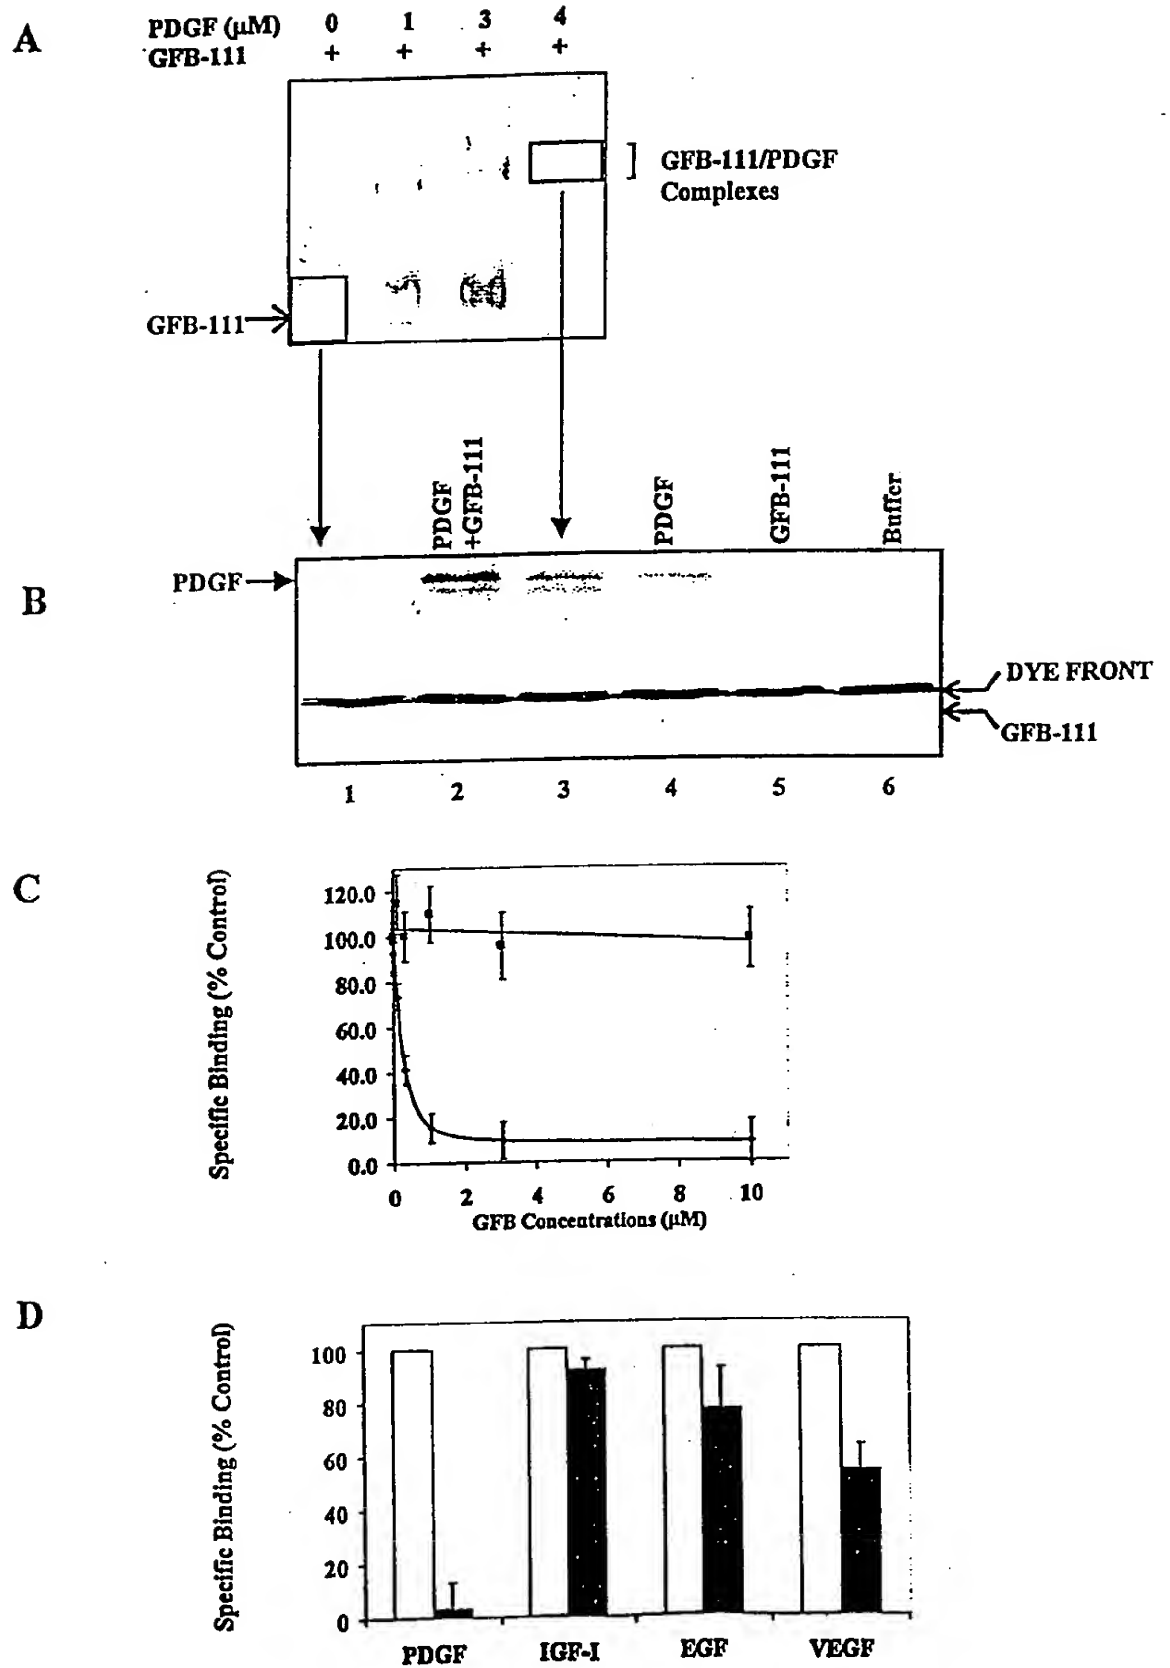 A
PDGF (μM) 0 1 3 4
GFB-111 + + + +
GFB-111/PDGF
Complexes
GFB-111
PDGF
+GFB-111
PDGF
GFB-111
Buffer
B
PDGF
DYE FRONT
GFB-111
1 2 3 4 5 6
C
Specific Binding (% Control)
120.0
100.0
80.0
60.0
40.0
20.0
0.0
0 2 4 6 8 10
GFB Concentrations (μM)
D
Specific Binding (% Control)
100
80
60
40
20
0
PDGF IGF-I EGF VEGF